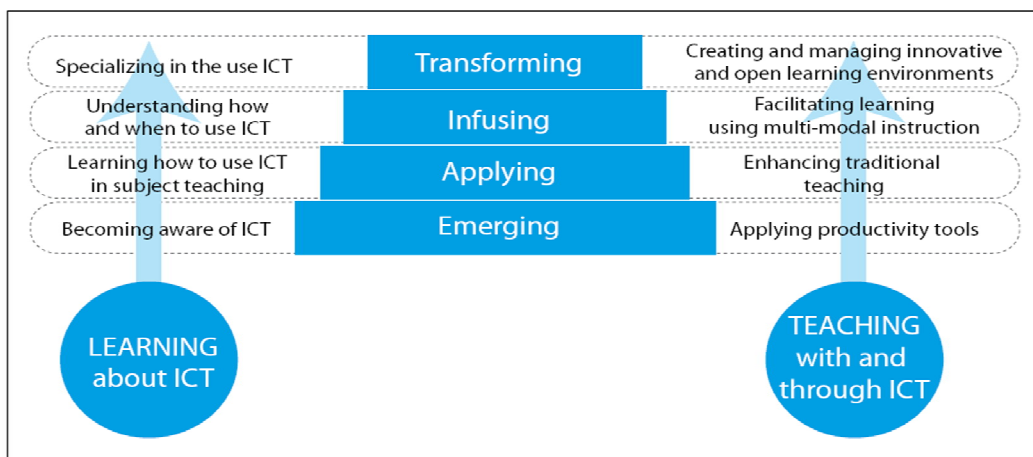 Specializing in the use ICT
Transforming
Creating and managing innovative
and open learning environments
Understanding how
and when to use ICT
Infusing
Facilitating learning
using multi-modal instruction
Learning how to use ICT
in subject teaching
Applying
Enhancing traditional
teaching
Becoming aware of ICT
Emerging
Applying productivity tools
LEARNING
about ICT
TEACHING
with and
through ICT